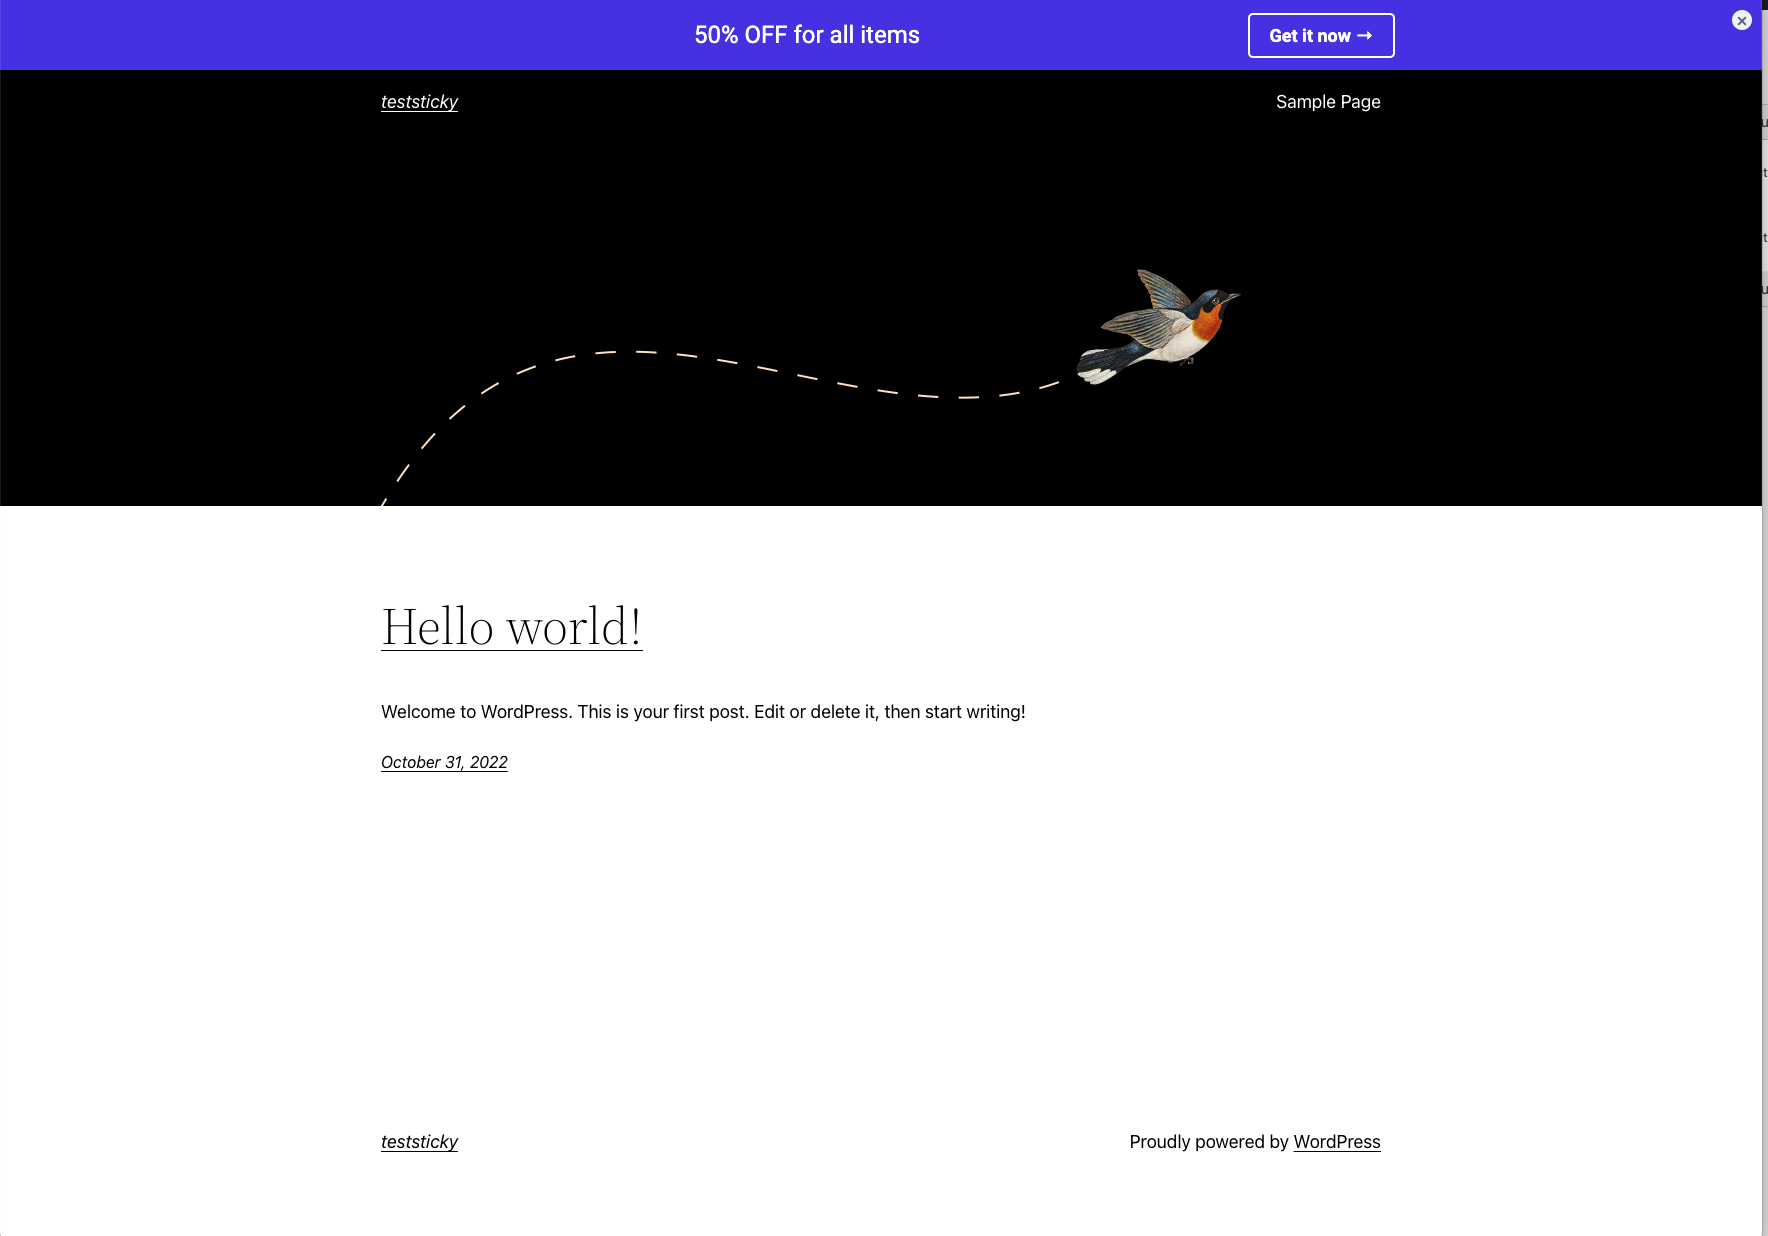 50% OFF for all items
Get it now →
teststicky
Sample Page
Hello world!
Welcome to WordPress. This is your first post. Edit or delete it, then start writing!
October 31, 2022
teststicky
Proudly powered by WordPress